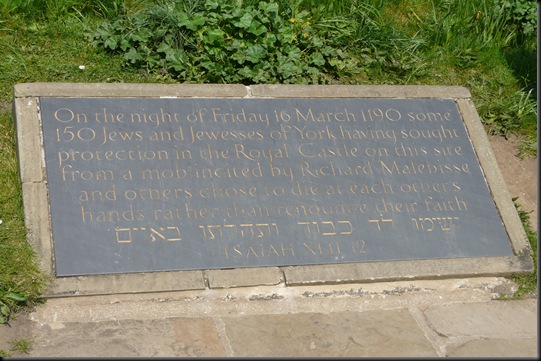 On the night of Friday 16 March 1190 some
150 Jews and Jewesses of York having sought
protection in the Royal Castle on this site
from a mob incited by Richard Malebisse
and others chose to die at each other's
hands rather than renounce their faith
ישימו לד׳ כבוד ותהלתו באיים
ISAIAH XLII 12